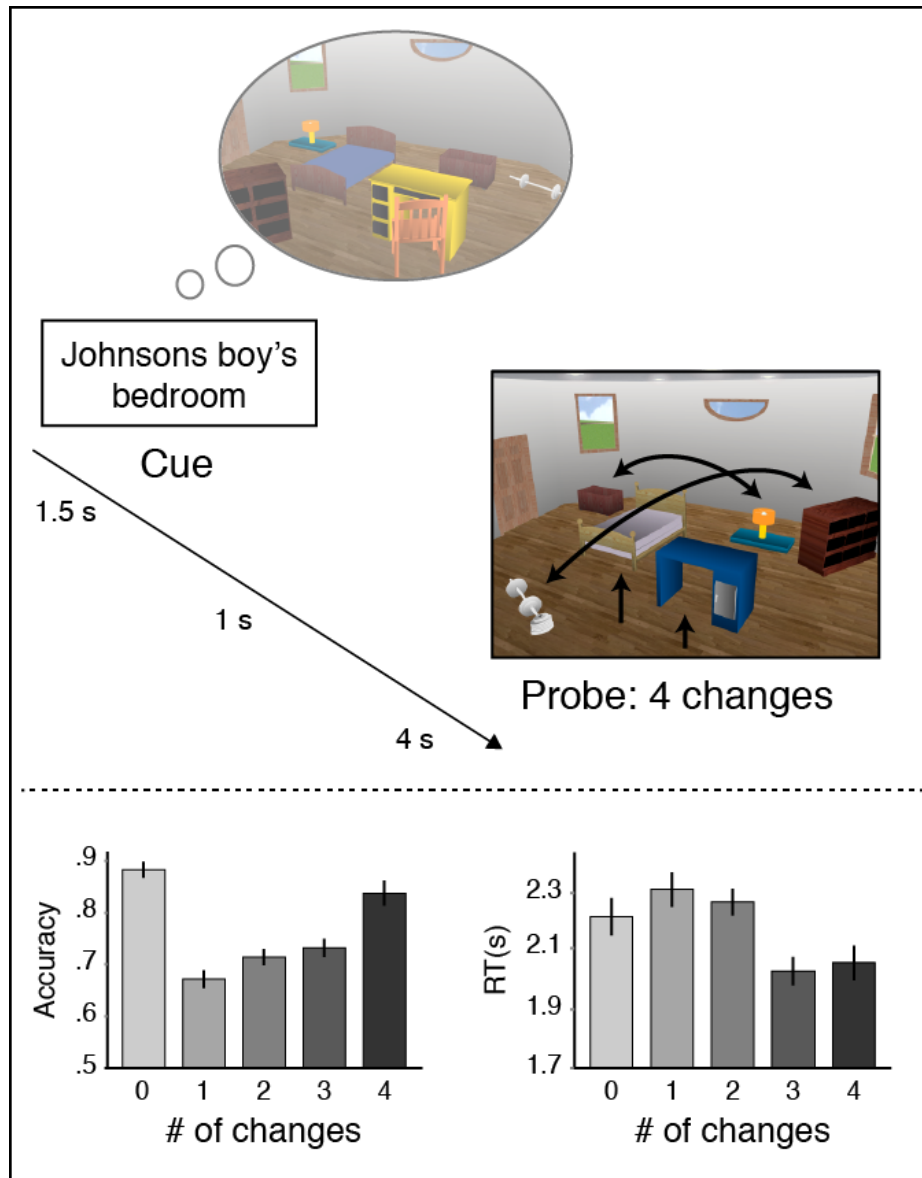 Johnsons boy's
bedroom
Cue
1.5 s
1 s
4 s
Probe: 4 changes
Accuracy
.9
.8
.7
.6
.5
0 1 2 3 4
# of changes
RT(s)
2.3
2.1
1.9
1.7
0 1 2 3 4
# of changes